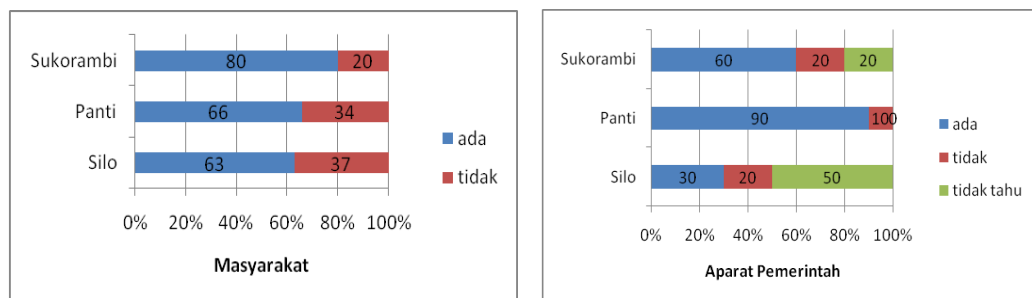 Sukorambi 80 20
Panti 66 34
Silo 63 37
ada
tidak
0% 20% 40% 60% 80% 100%
Masyarakat
Sukorambi 60 20 20
Panti 90 100
Silo 30 20 50
ada
tidak
tidak tahu
0% 20% 40% 60% 80% 100%
Aparat Pemerintah